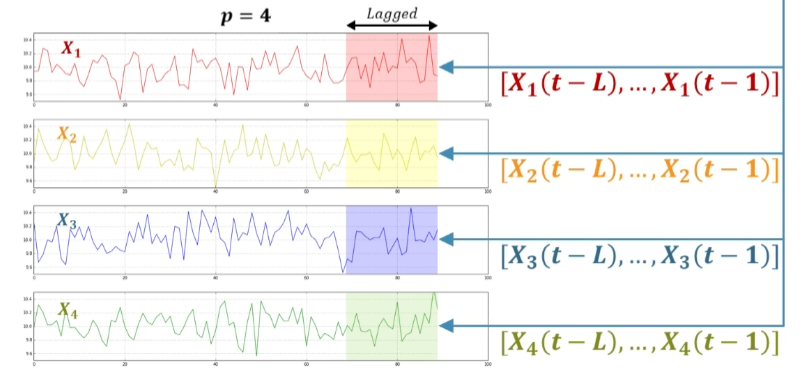 p = 4
Lagged
X₁
[X₁(t − L), ..., X₁(t − 1)]
X₂
[X₂(t − L), ..., X₂(t − 1)]
X₃
[X₃(t − L), ..., X₃(t − 1)]
X₄
[X₄(t − L), ..., X₄(t − 1)]